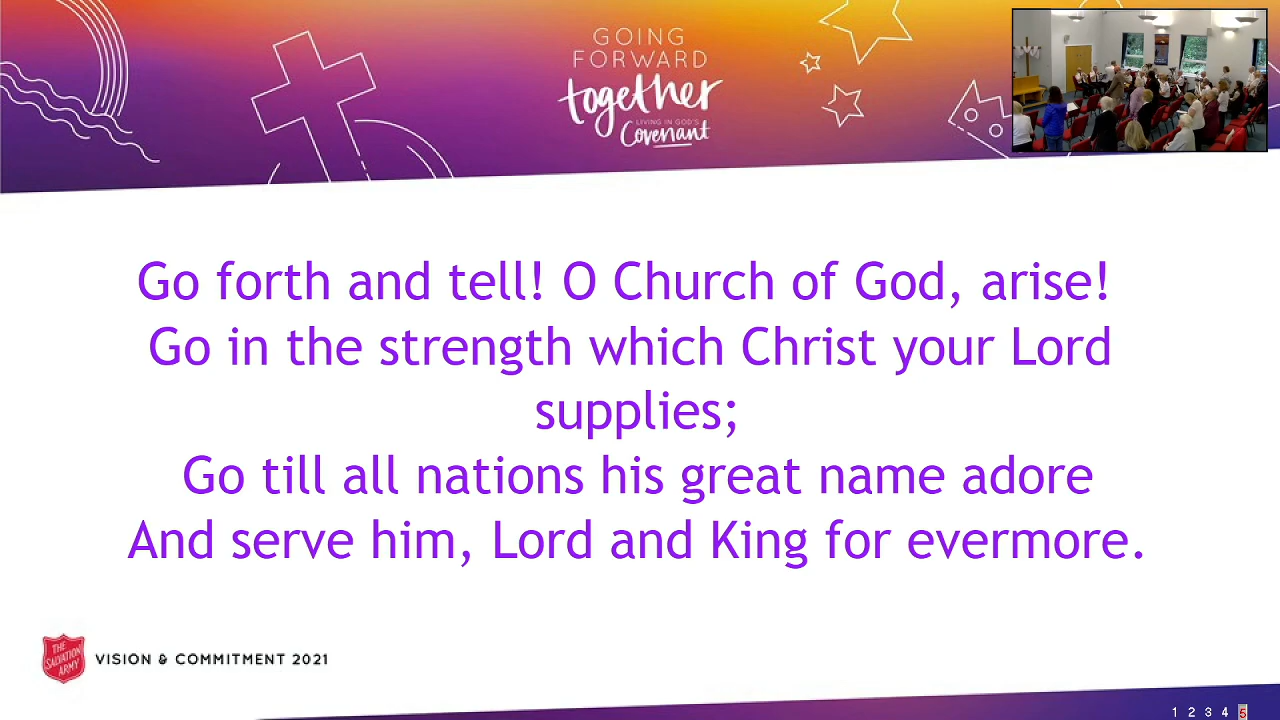 GOING
FORWARD
together
LIVING IN GOD'S
Covenant
Go forth and tell! O Church of God, arise!
Go in the strength which Christ your Lord
supplies;
Go till all nations his great name adore
And serve him, Lord and King for evermore.
THE
SALVATION
ARMY
VISION & COMMITMENT 2021
1 2 3 4 5